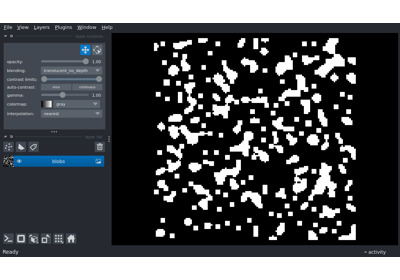 File View Layers Plugins Window Help
opacity: 1.00
blending: translucent_no_depth
contrast limits:
auto-contrast: once continuous
gamma: 1.00
colormap: gray
interpolation: nearest
blobs
Ready activity